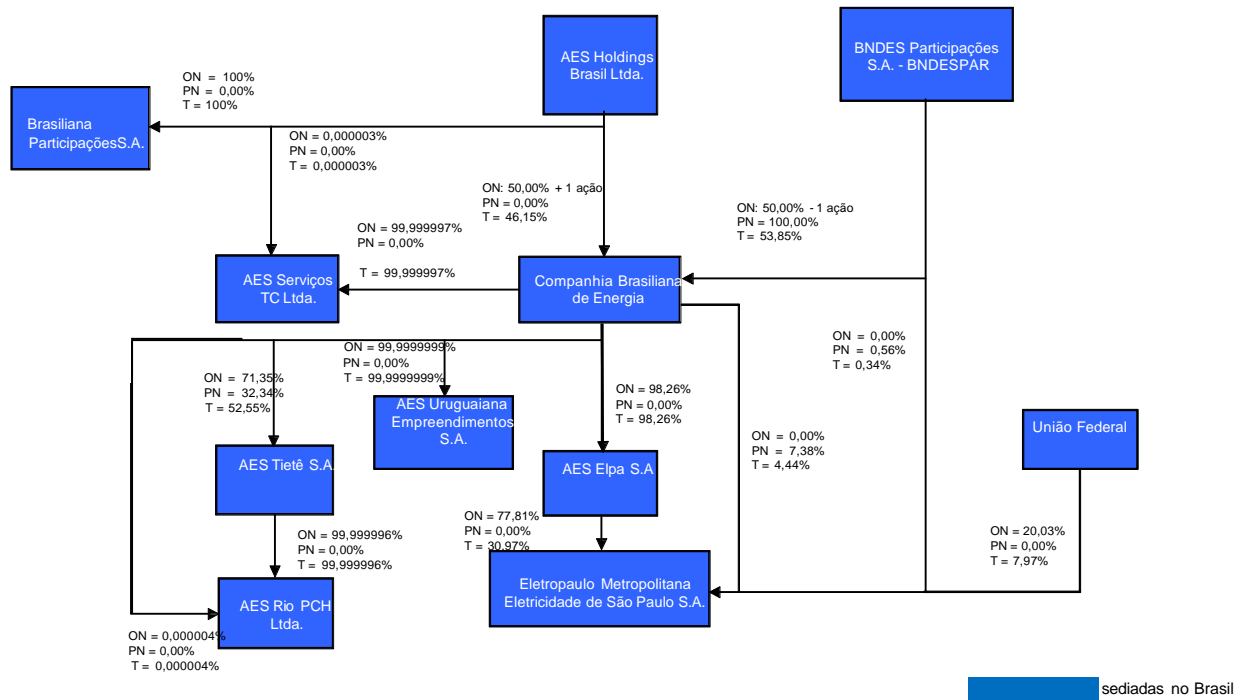 AES Holdings
Brasil Ltda.
BNDES Participações
S.A. - BNDESPAR
ON = 100%
PN = 0,00%
T = 100%
Brasiliana
ParticipaçõesS.A.
ON = 0,000003%
PN = 0,00%
T = 0,000003%
ON: 50,00% + 1 ação
PN = 0,00%
T = 46,15%
ON: 50,00% - 1 ação
PN = 100,00%
T = 53,85%
ON = 99,999997%
PN = 0,00%
T = 99,999997%
AES Serviços
TC Ltda.
Companhia Brasiliana
de Energia
ON = 0,00%
PN = 0,56%
T = 0,34%
ON = 99,9999999%
PN = 0,00%
T = 99,9999999%
ON = 71,35%
PN = 32,34%
T = 52,55%
ON = 98,26%
PN = 0,00%
T = 98,26%
AES Uruguaiana
Empreendimentos
S.A.
União Federal
ON = 0,00%
PN = 7,38%
T = 4,44%
AES Tietê S.A.
AES Elpa S.A
ON = 77,81%
PN = 0,00%
T = 30,97%
ON = 20,03%
PN = 0,00%
T = 7,97%
ON = 99,999996%
PN = 0,00%
T = 99,999996%
Eletropaulo Metropolitana
Eletricidade de São Paulo S.A.
AES Rio PCH
Ltda.
ON = 0,000004%
PN = 0,00%
T = 0,000004%
sediadas no Brasil